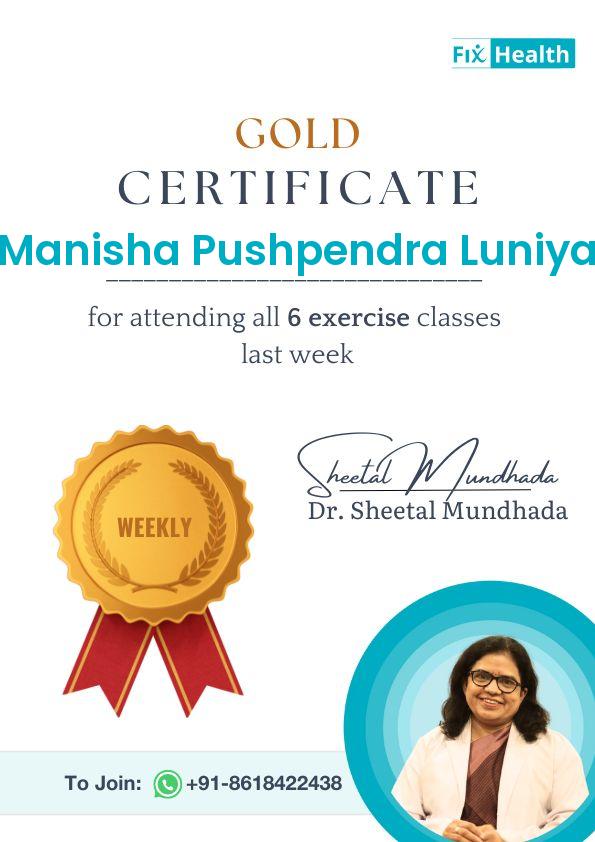 Fix Health
GOLD
CERTIFICATE
Manisha Pushpendra Luniya
for attending all 6 exercise classes
last week
WEEKLY
Sheetal Mundhada
Dr. Sheetal Mundhada
To Join: +91-8618422438